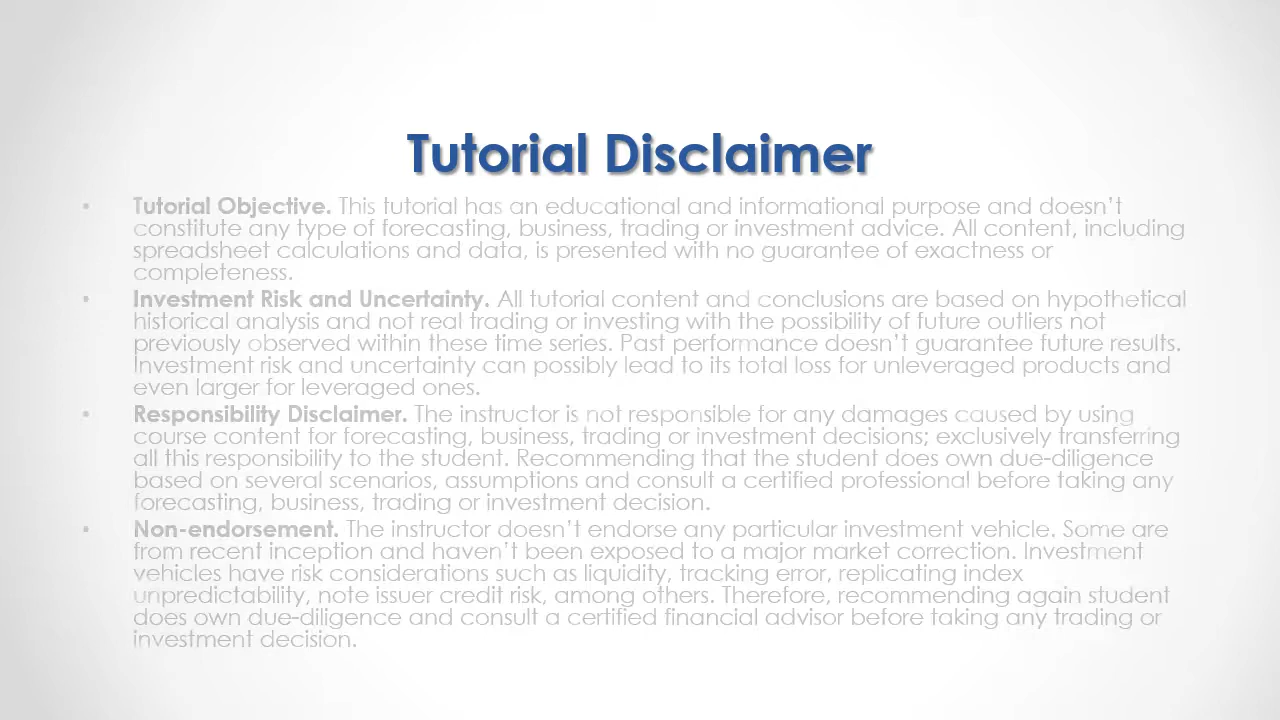 Tutorial Disclaimer
• Tutorial Objective. This tutorial has an educational and informational purpose and doesn't
constitute any type of forecasting, business, trading or investment advice. All content, including
spreadsheet calculations and data, is presented with no guarantee of exactness or
completeness.
• Investment Risk and Uncertainty. All tutorial content and conclusions are based on hypothetical
historical analysis and not real trading or investing with the possibility of future outliers not
previously observed within these time series. Past performance doesn't guarantee future results.
Investment risk and uncertainty can possibly lead to its total loss for unleveraged products and
even larger for leveraged ones.
• Responsibility Disclaimer. The instructor is not responsible for any damages caused by using
course content for forecasting, business, trading or investment decisions; exclusively transferring
all this responsibility to the student. Recommending that the student does own due-diligence
based on several scenarios, assumptions and consult a certified professional before taking any
forecasting, business, trading or investment decision.
• Non-endorsement. The instructor doesn't endorse any particular investment vehicle. Some are
from recent inception and haven't been exposed to a major market correction. Investment
vehicles have risk considerations such as liquidity, tracking error, replicating index
unpredictability, note issuer credit risk, among others. Therefore, recommending again student
does own due-diligence and consult a certified financial advisor before taking any trading or
investment decision.